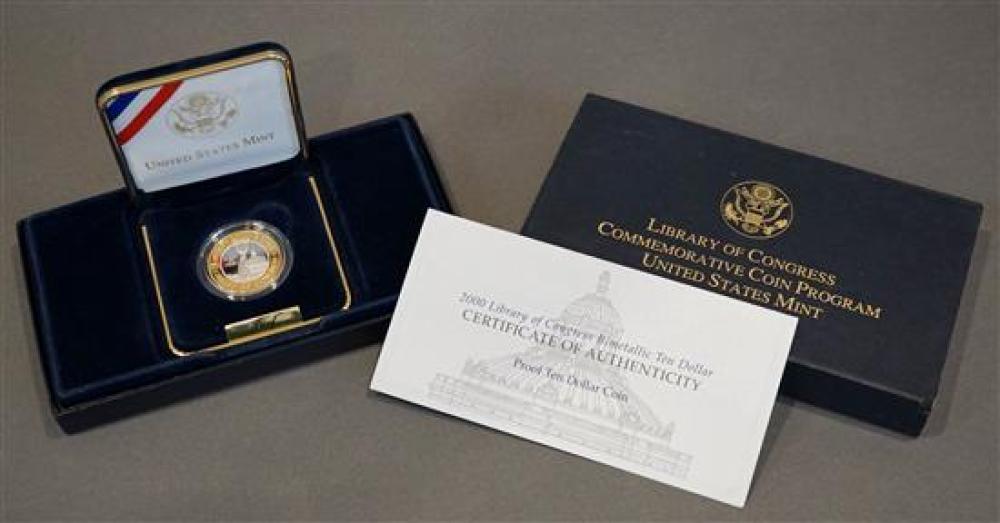 UNITED STATES MINT
LIBRARY OF CONGRESS
COMMEMORATIVE COIN PROGRAM
UNITED STATES MINT
2000 Library of Congress Bimetallic Ten Dollar
CERTIFICATE OF AUTHENTICITY
Proof Ten Dollar Coin